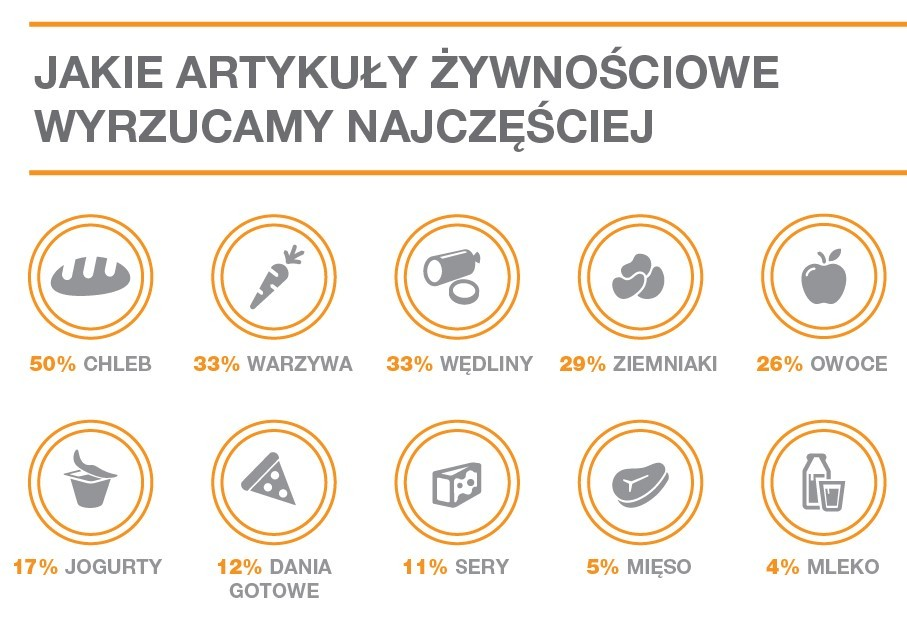 JAKIE ARTYKUŁY ŻYWNOŚCIOWE
WYRZUCAMY NAJCZĘŚCIEJ
50% CHLEB
33% WARZYWA
33% WĘDLINY
29% ZIEMNIAKI
26% OWOCE
17% JOGURTY
12% DANIA
GOTOWE
11% SERY
5% MIĘSO
4% MLEKO